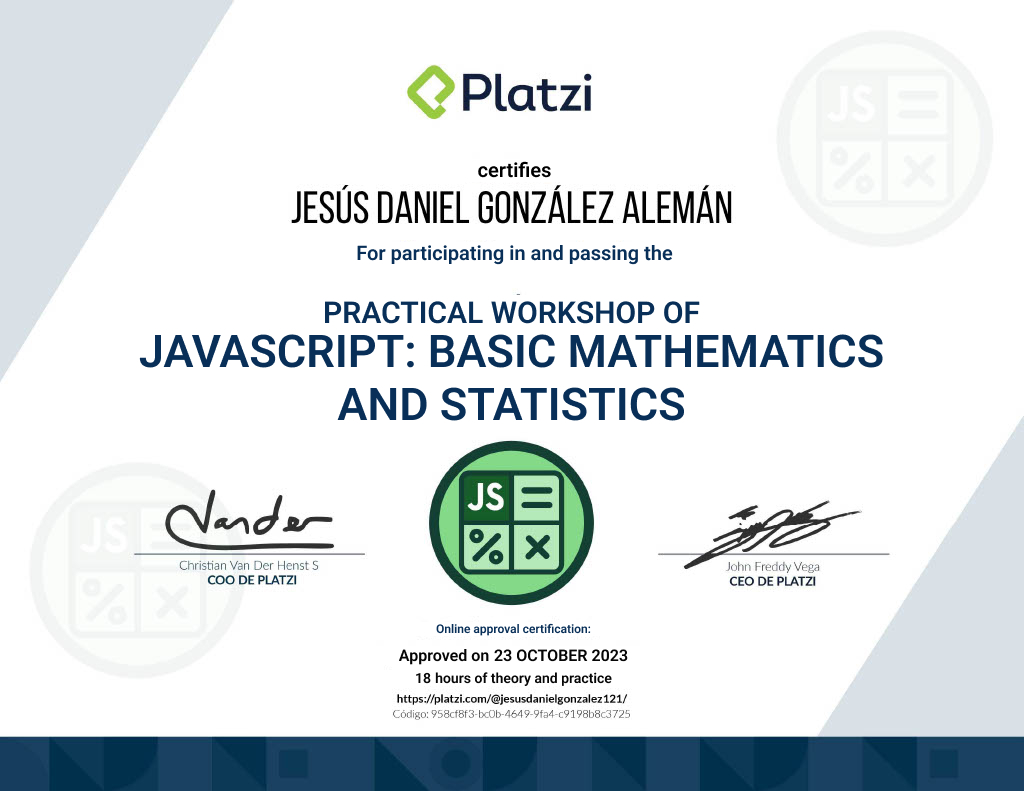 Platzi
certifies
JESÚS DANIEL GONZÁLEZ ALEMÁN
For participating in and passing the
PRACTICAL WORKSHOP OF
JAVASCRIPT: BASIC MATHEMATICS
AND STATISTICS
JS
JS
JS
Vander
Christian Van Der Henst S
COO DE PLATZI
John Freddy Vega
CEO DE PLATZI
Online approval certification:
Approved on 23 OCTOBER 2023
18 hours of theory and practice
https://platzi.com/@jesusdanielgonzalez121/
Código: 958cf8f3-bc0b-4649-9fa4-c9198b8c3725